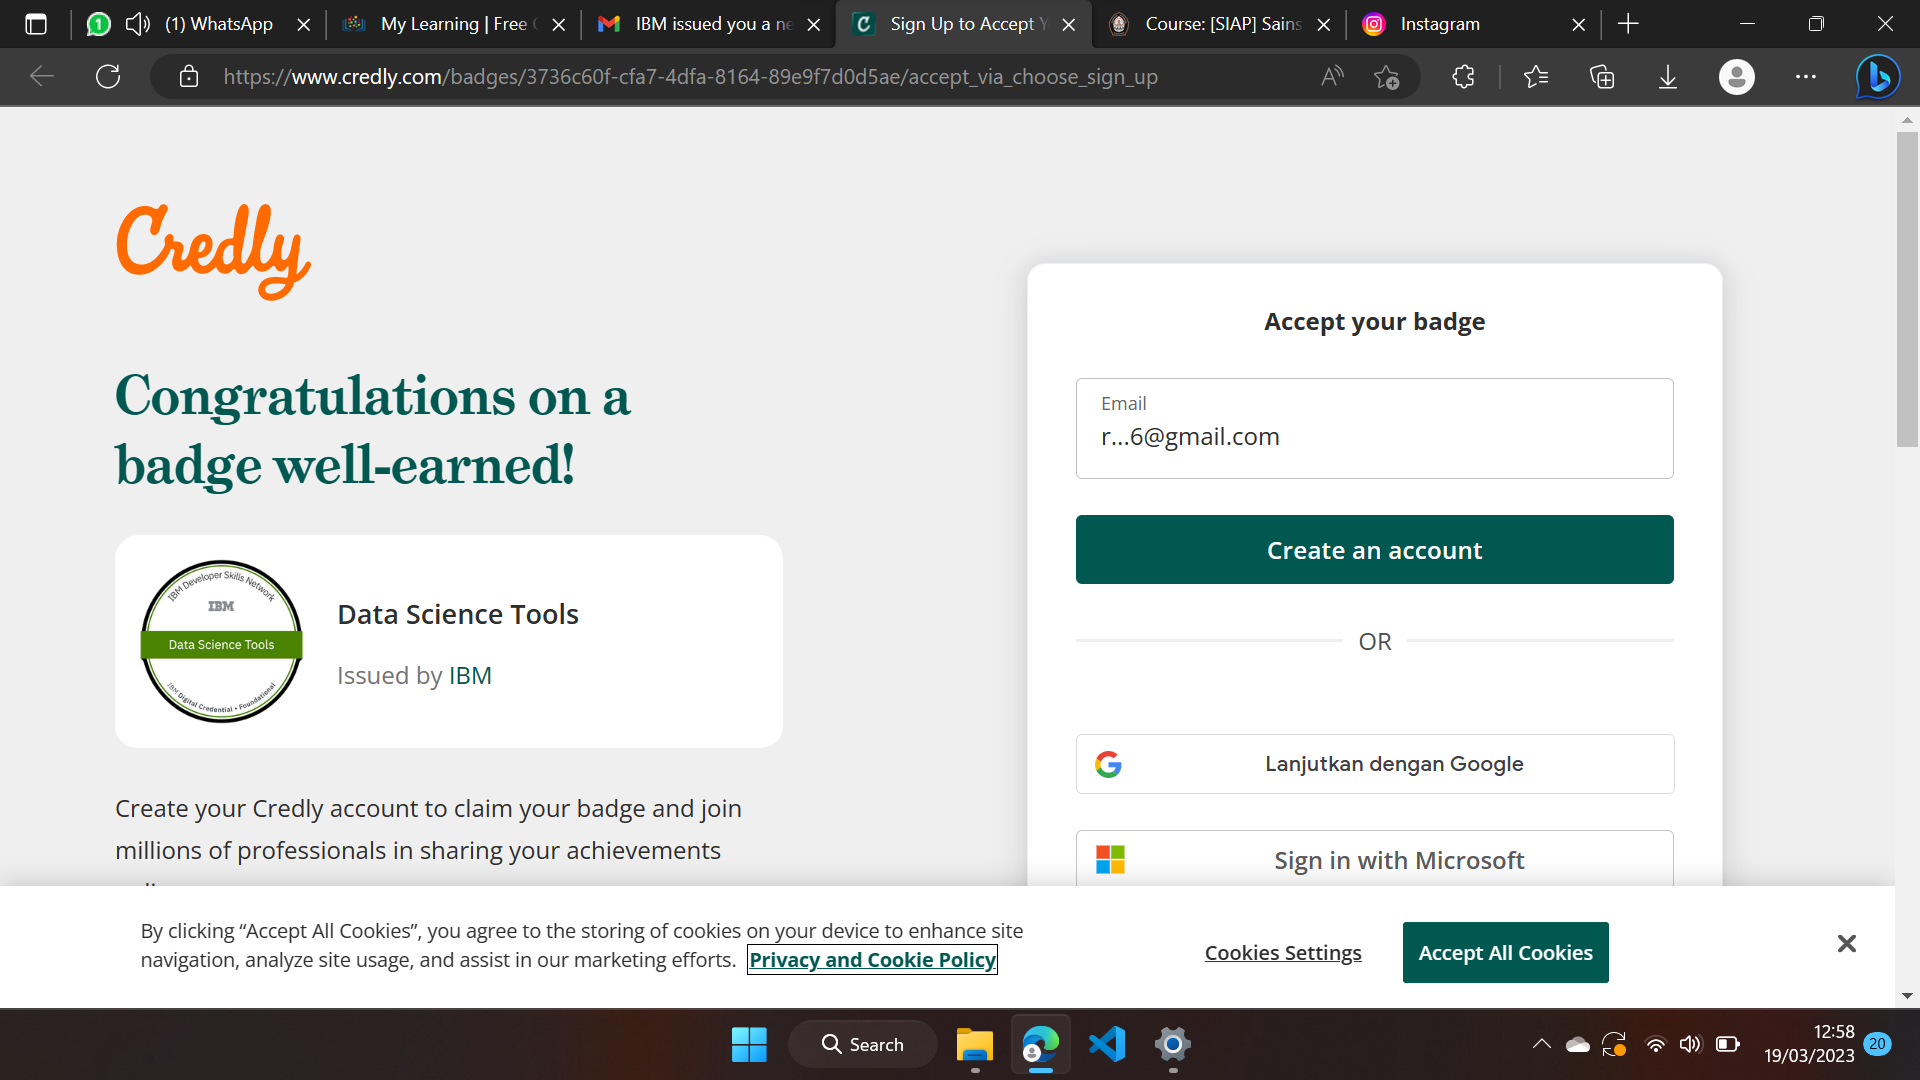 (1) WhatsApp
My Learning | Free
IBM issued you a ne
Sign Up to Accept Y
Course: [SIAP] Sains
Instagram
https://www.credly.com/badges/3736c60f-cfa7-4dfa-8164-89e9f7d0d5ae/accept_via_choose_sign_up
Credly
Congratulations on a
badge well-earned!
IBM Developer Skills Network
IBM
Data Science Tools
IBM Digital Credential • Foundational
Data Science Tools
Issued by IBM
Create your Credly account to claim your badge and join
millions of professionals in sharing your achievements
Accept your badge
Email
r...6@gmail.com
Create an account
OR
Lanjutkan dengan Google
Sign in with Microsoft
By clicking “Accept All Cookies”, you agree to the storing of cookies on your device to enhance site
navigation, analyze site usage, and assist in our marketing efforts. Privacy and Cookie Policy
Cookies Settings
Accept All Cookies
Search
12:58
19/03/2023
20